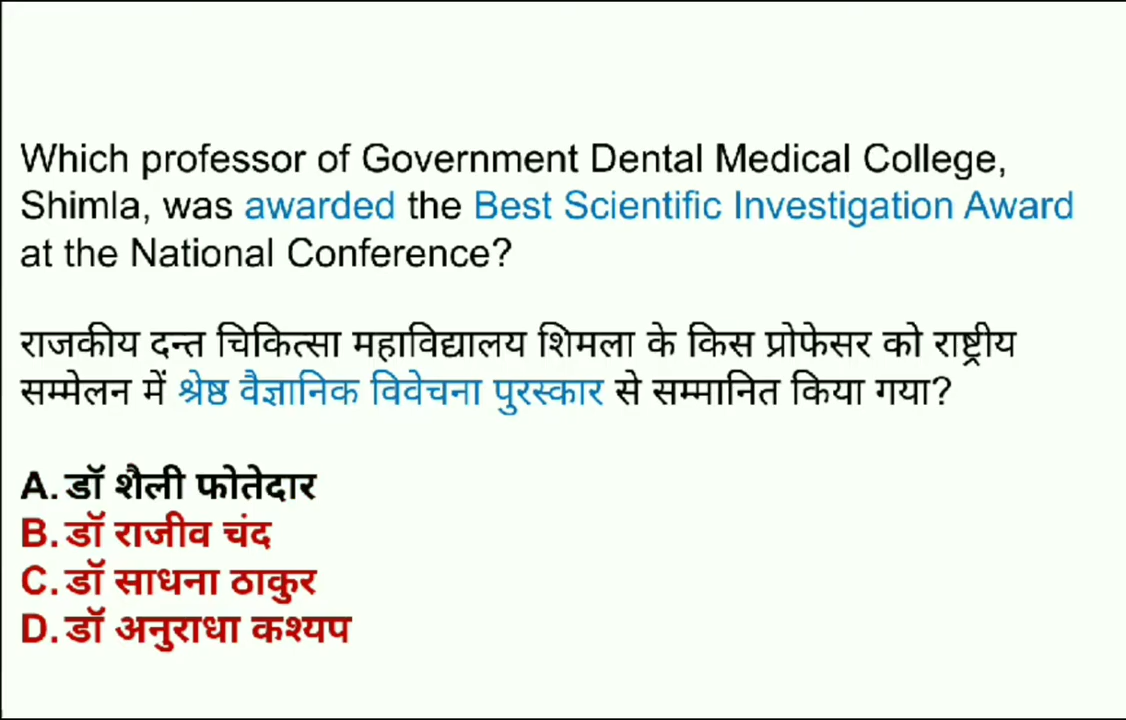 Which professor of Government Dental Medical College,
Shimla, was awarded the Best Scientific Investigation Award
at the National Conference?
राजकीय दन्त चिकित्सा महाविद्यालय शिमला के किस प्रोफेसर को राष्ट्रीय
सम्मेलन में श्रेष्ठ वैज्ञानिक विवेचना पुरस्कार से सम्मानित किया गया?
A. डॉ शैली फोतेदार
B. डॉ राजीव चंद
C. डॉ साधना ठाकुर
D. डॉ अनुराधा कश्यप